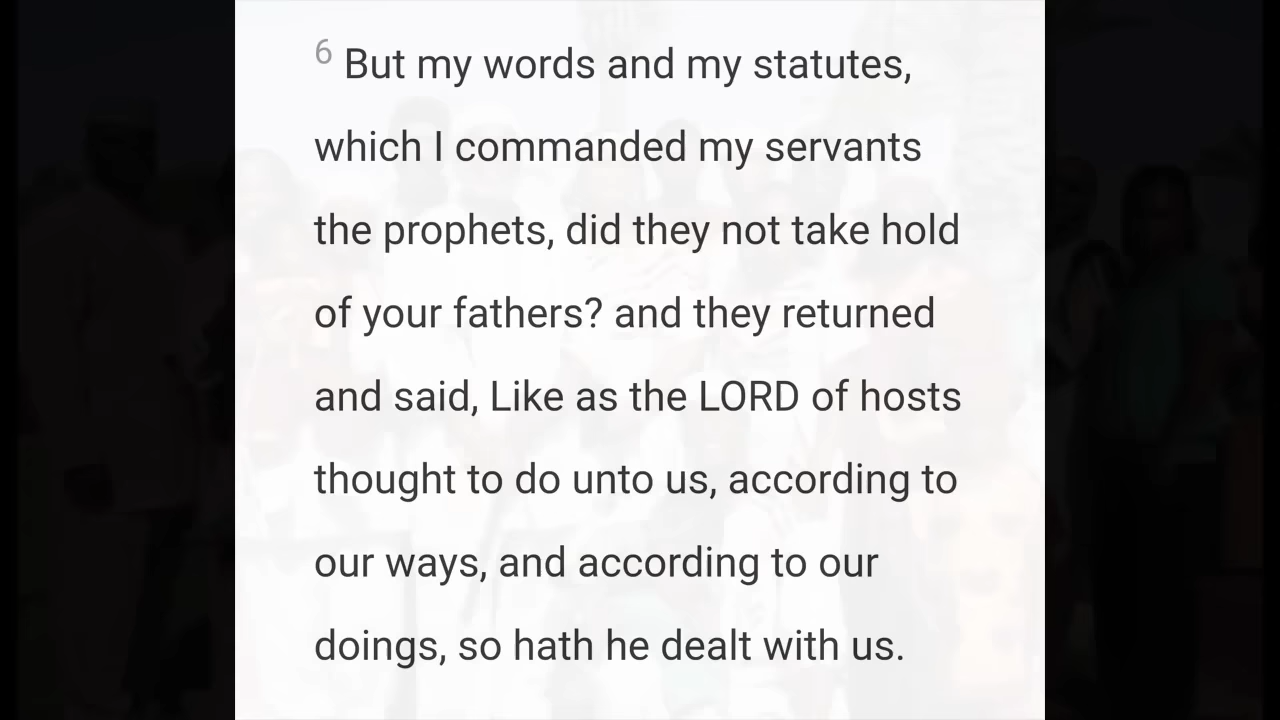 6 But my words and my statutes,
which I commanded my servants
the prophets, did they not take hold
of your fathers? and they returned
and said, Like as the LORD of hosts
thought to do unto us, according to
our ways, and according to our
doings, so hath he dealt with us.